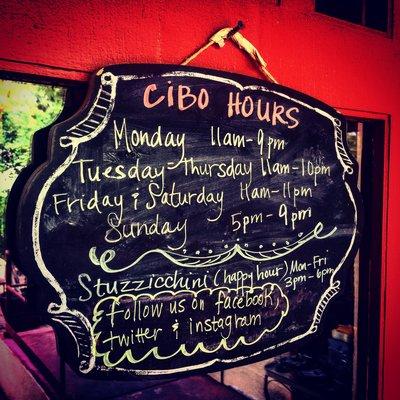 CiBO HOURS
Monday 11am-9pm
Tuesday-Thursday 11am-10pm
Friday & Saturday 11am-11pm
Sunday 5pm-9pm
Stuzzicchini (happy hour) Mon-Fri
3pm-6pm
follow us on facebook
twitter & instagram